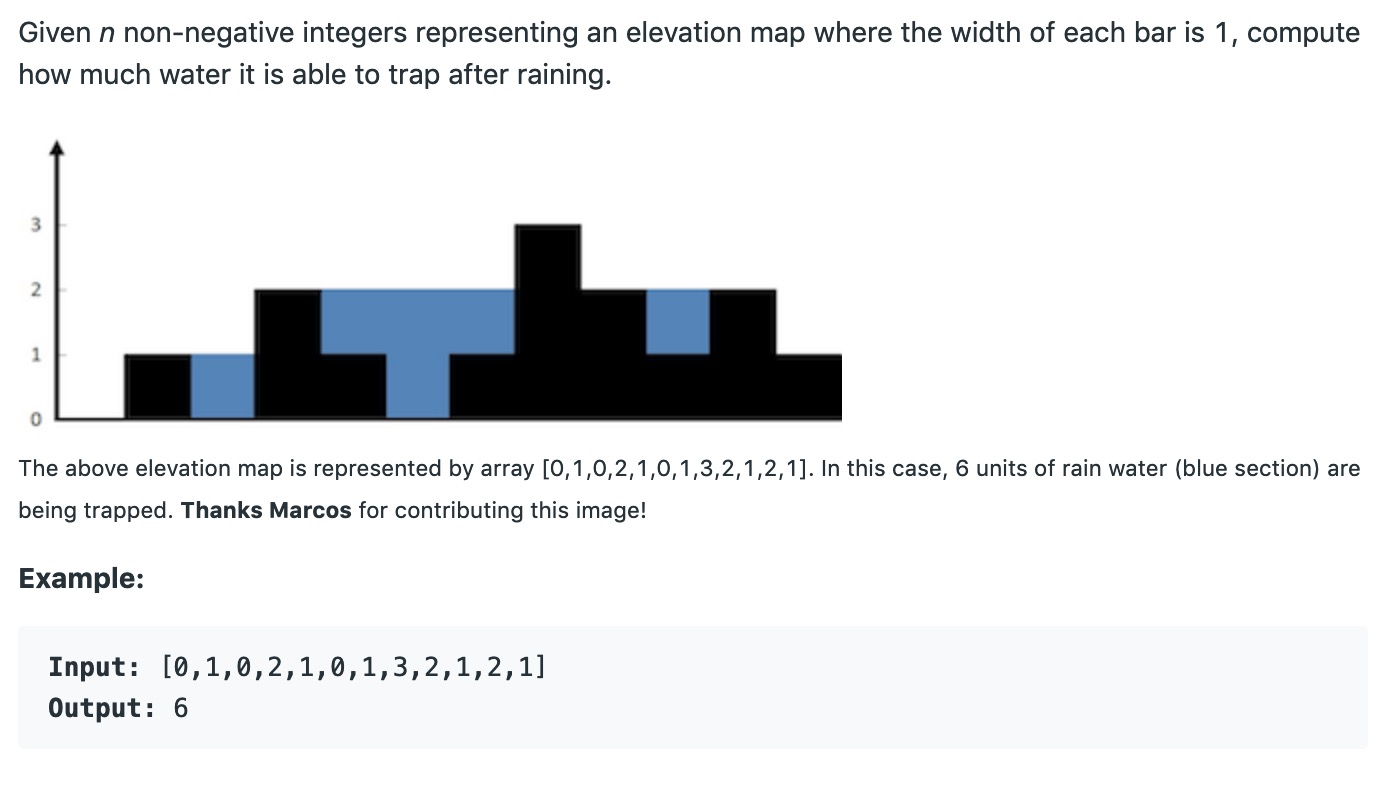 Given n non-negative integers representing an elevation map where the width of each bar is 1, compute
how much water it is able to trap after raining.
3
2
1
0
The above elevation map is represented by array [0,1,0,2,1,0,1,3,2,1,2,1]. In this case, 6 units of rain water (blue section) are
being trapped. Thanks Marcos for contributing this image!
Example:
Input: [0,1,0,2,1,0,1,3,2,1,2,1]
Output: 6